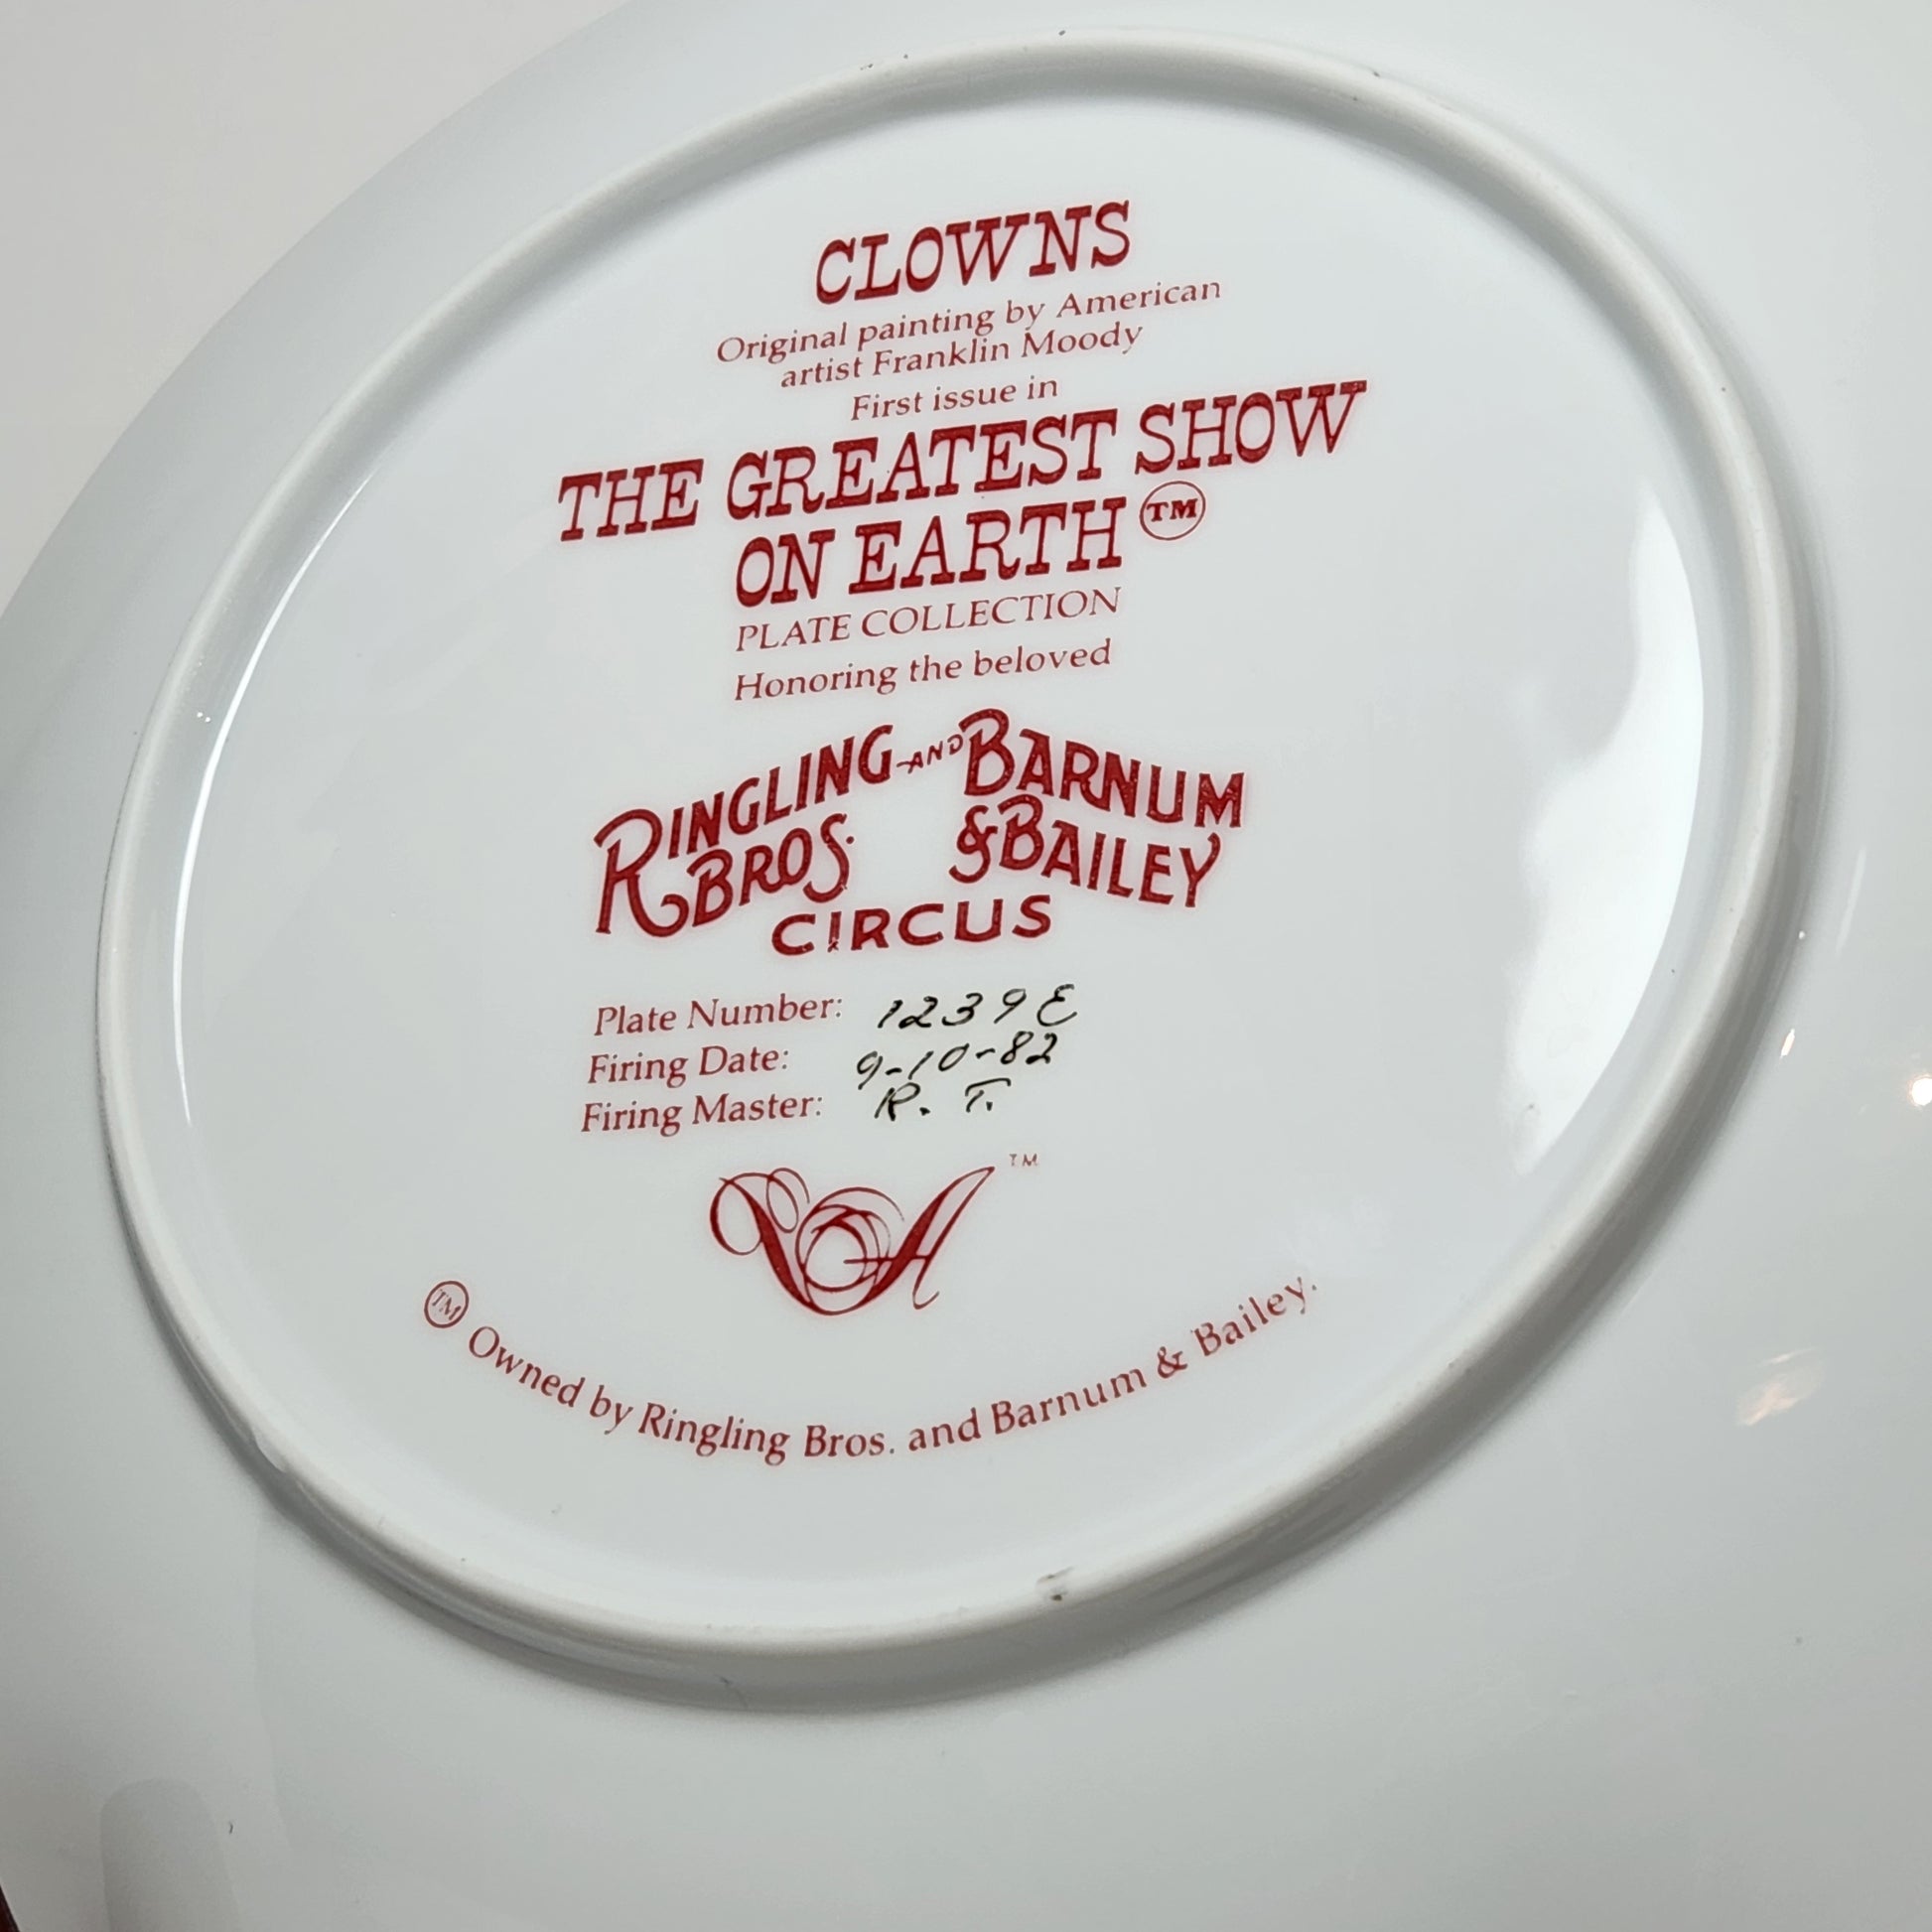 CLOWNS
Original painting by American
artist Franklin Moody
First issue in
THE GREATEST SHOW
ON EARTH TM
PLATE COLLECTION
Honoring the beloved
RINGLING BROS. AND BARNUM & BAILEY
CIRCUS
Plate Number: 1239E
Firing Date: 9-10-82
Firing Master: R. T.
TM
TM Owned by Ringling Bros. and Barnum & Bailey.